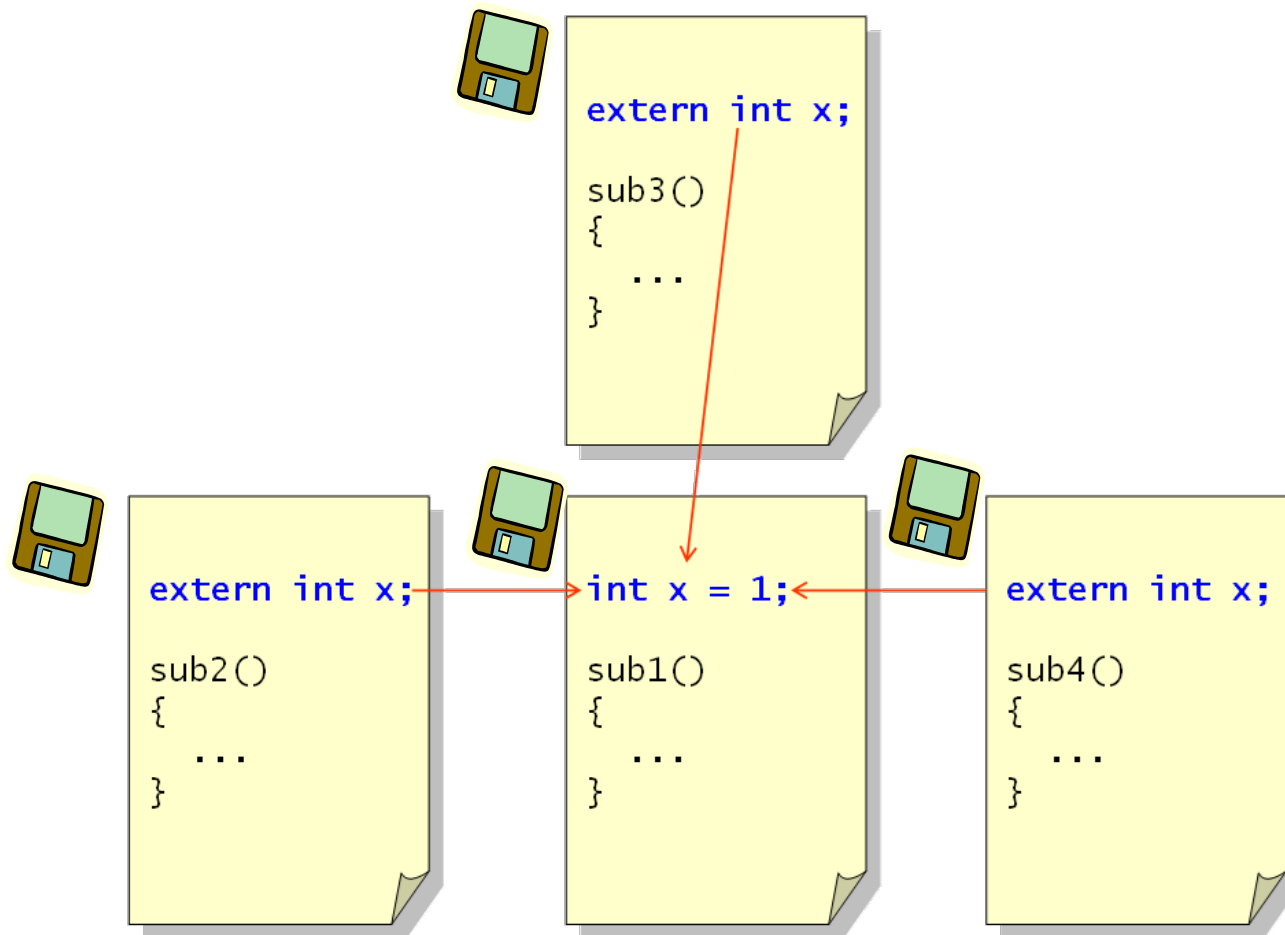 extern int x;
sub3()
{
...
}
extern int x;
sub2()
{
...
}
int x = 1;
sub1()
{
...
}
extern int x;
sub4()
{
...
}